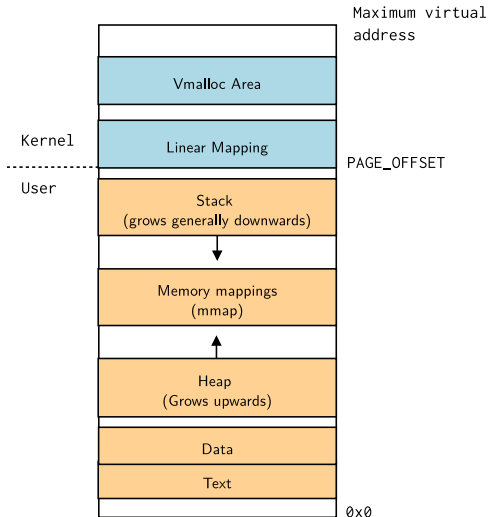 Maximum virtual
address
Vmalloc Area
Kernel
Linear Mapping
PAGE_OFFSET
User
Stack
(grows generally downwards)
Memory mappings
(mmap)
Heap
(Grows upwards)
Data
Text
0x0